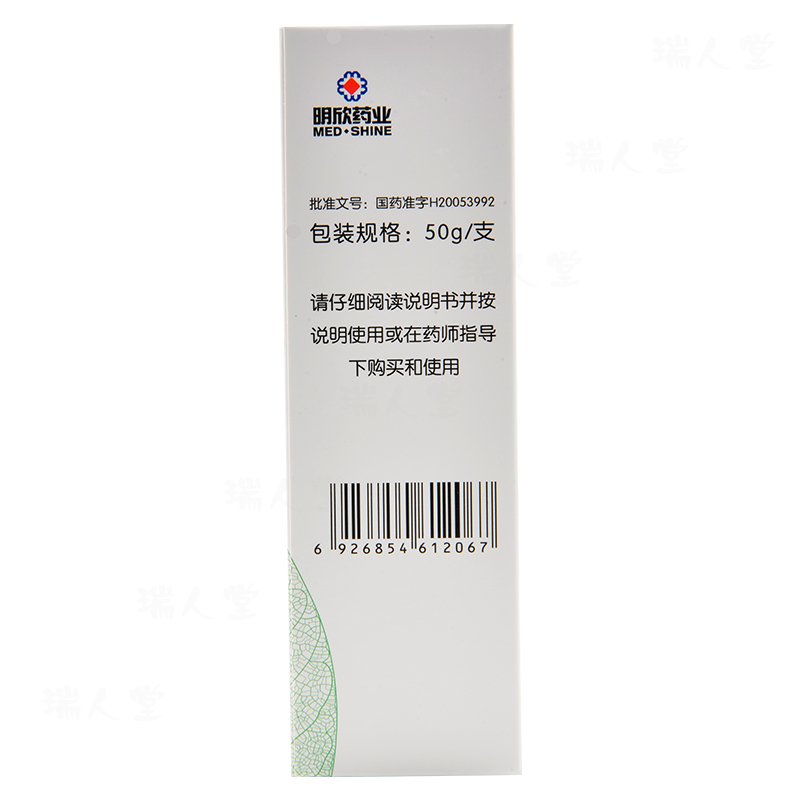 瑞人堂
瑞人堂
明欣药业
MED·SHINE
批准文号：国药准字H20053992
包装规格：50g/支
瑞人堂
请仔细阅读说明书并按
说明使用或在药师指导
下购买和使用
瑞人堂
瑞人堂
6 926854 612067
瑞人堂
瑞人堂